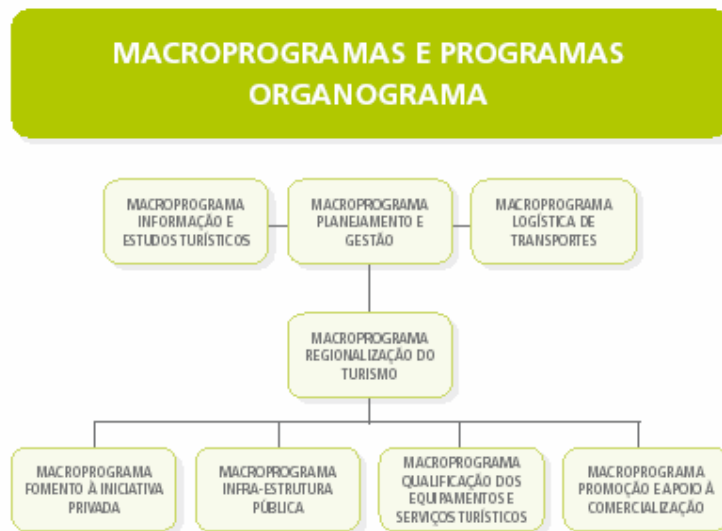 MACROPROGRAMAS E PROGRAMAS
ORGANOGRAMA
MACROPROGRAMA
INFORMAÇÃO E
ESTUDOS TURÍSTICOS
MACROPROGRAMA
PLANEJAMENTO E
GESTÃO
MACROPROGRAMA
LOGÍSTICA DE
TRANSPORTES
MACROPROGRAMA
REGIONALIZAÇÃO DO
TURISMO
MACROPROGRAMA
FOMENTO À INICIATIVA
PRIVADA
MACROPROGRAMA
INFRA-ESTRUTURA
PÚBLICA
MACROPROGRAMA
QUALIFICAÇÃO DOS
EQUIPAMENTOS E
SERVIÇOS TURÍSTICOS
MACROPROGRAMA
PROMOÇÃO E APOIO À
COMERCIALIZAÇÃO